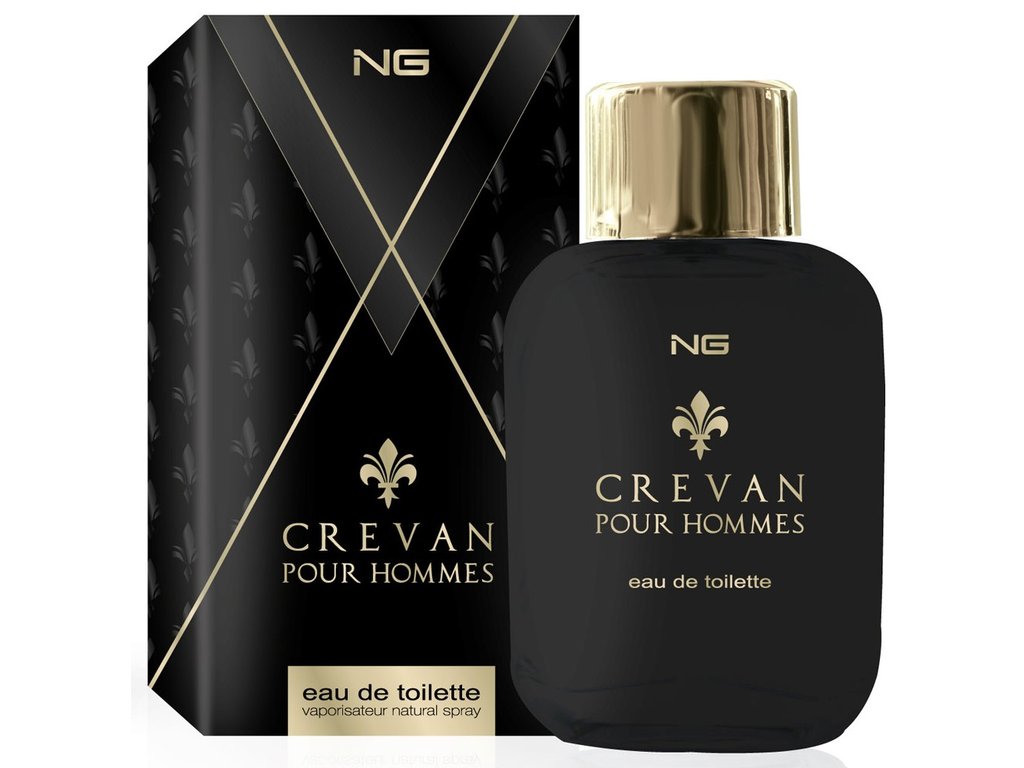 NG
CREVAN
POUR HOMMES
eau de toilette
vaporisateur natural spray
NG
CREVAN
POUR HOMMES
eau de toilette